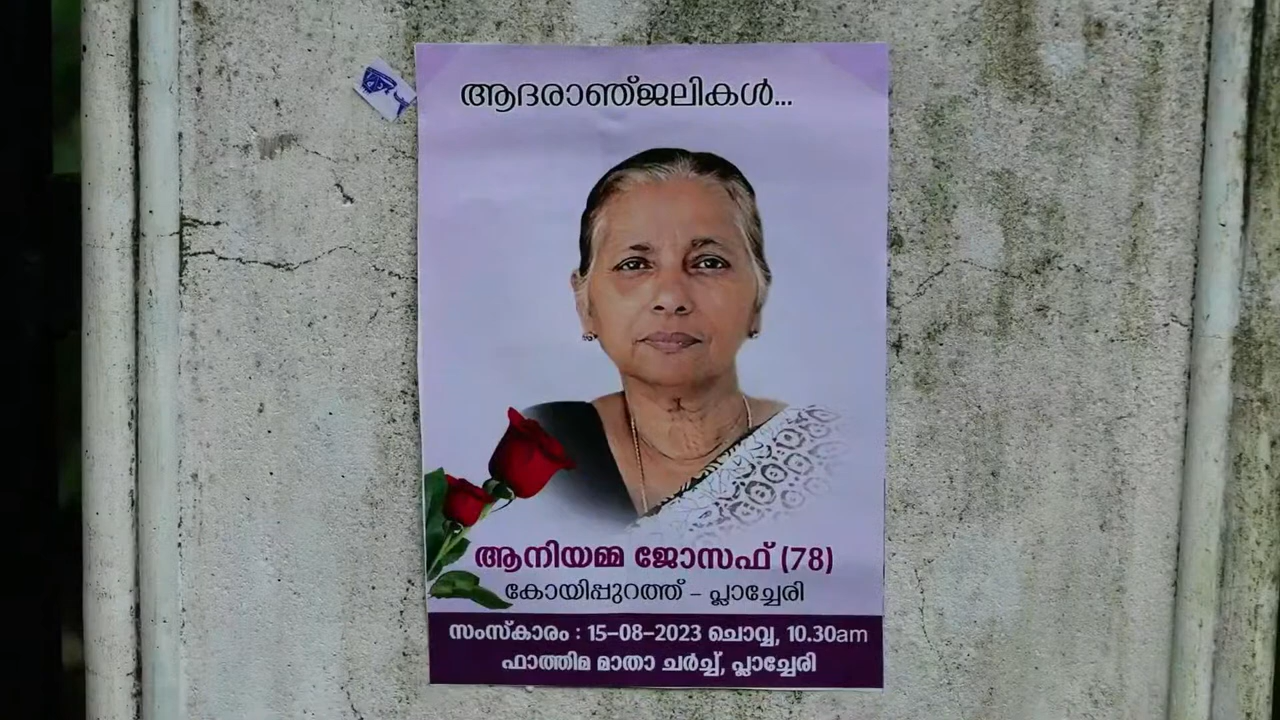 ആദരാഞ്ജലികൾ...
ആനിയമ്മ ജോസഫ് (78)
കോയിപ്പുറത്ത് – പ്ലാച്ചേരി
സംസ്കാരം : 15-08-2023 ചൊവ്വ, 10.30am
ഫാത്തിമ മാതാ ചർച്ച്, പ്ലാച്ചേരി